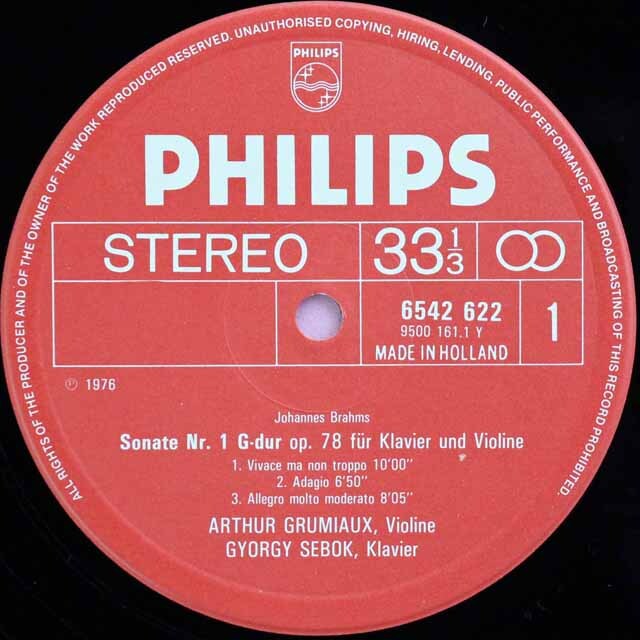 ALL RIGHTS OF THE PRODUCER AND OF THE OWNER OF THE WORK REPRODUCED RESERVED. UNAUTHORISED COPYING, HIRING, LENDING, PUBLIC PERFORMANCE AND BROADCASTING OF THIS RECORD PROHIBITED.
PHILIPS
PHILIPS
STEREO 33 1/3
6542 622 1
9500 161.1 Y
MADE IN HOLLAND
℗ 1976
Johannes Brahms
Sonate Nr. 1 G-dur op. 78 für Klavier und Violine
1. Vivace ma non troppo 10'00"
2. Adagio 6'50"
3. Allegro molto moderato 8'05"
ARTHUR GRUMIAUX, Violine
GYORGY SEBOK, Klavier